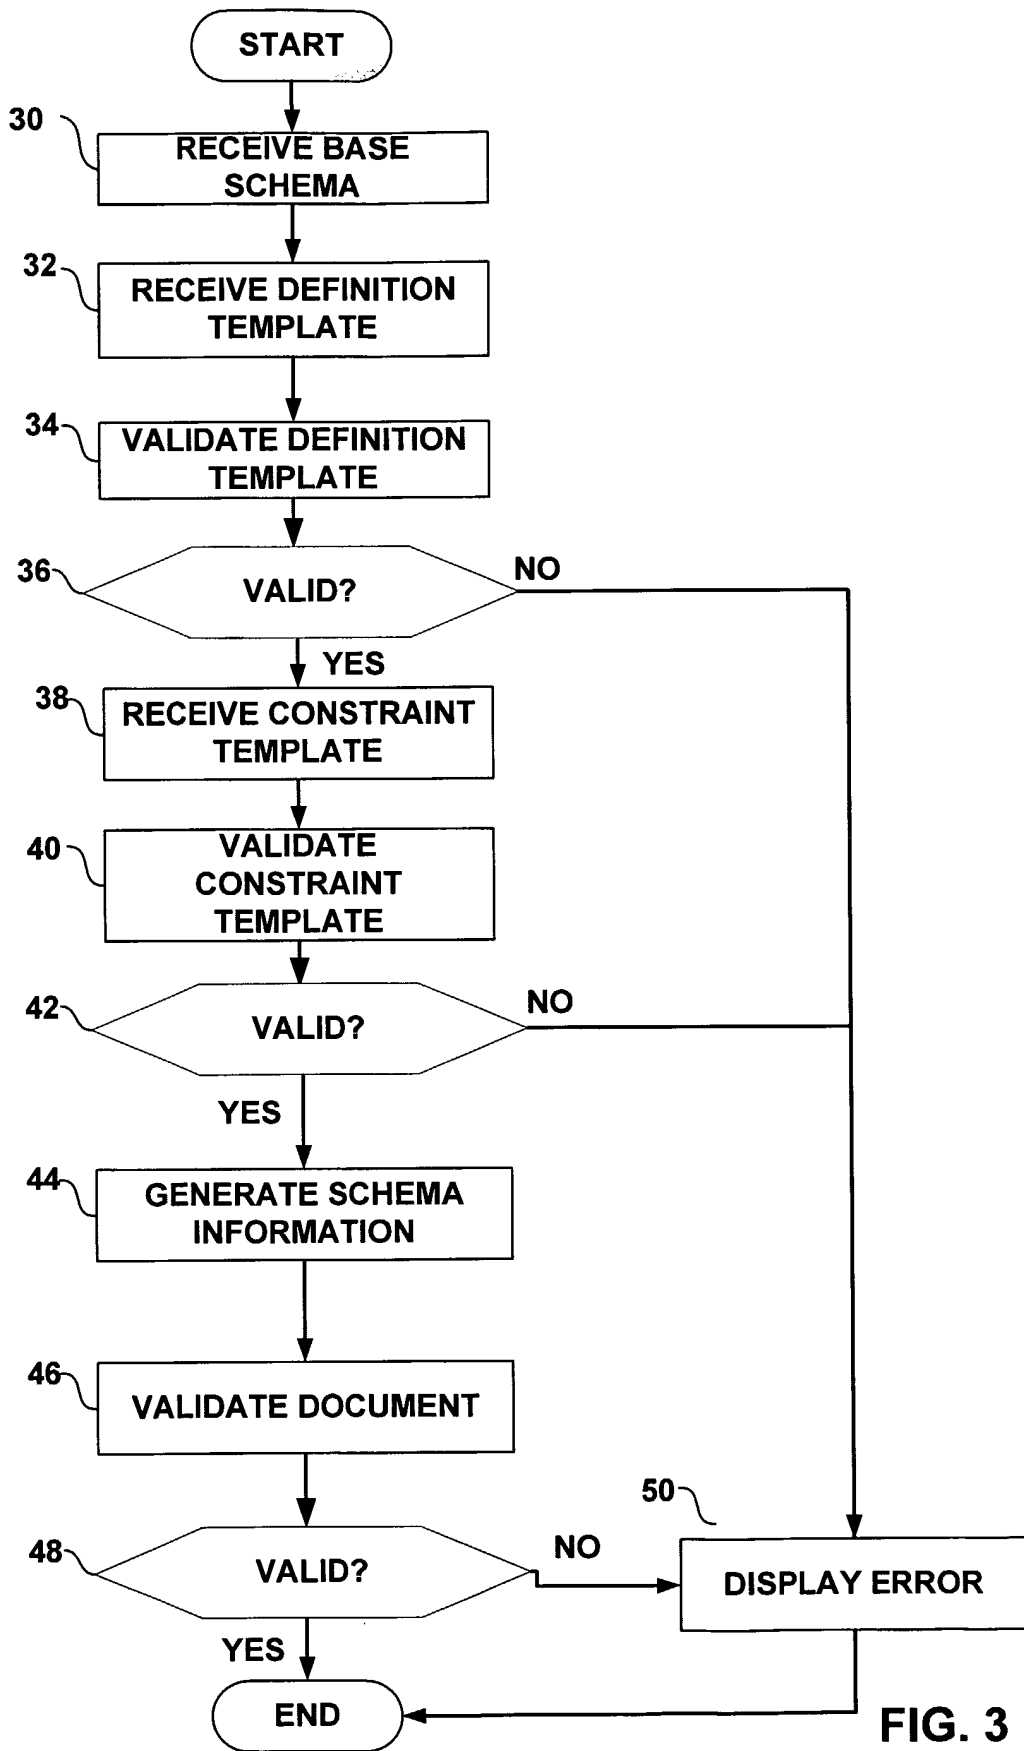 START
30
RECEIVE BASE
SCHEMA
32
RECEIVE DEFINITION
TEMPLATE
34
VALIDATE DEFINITION
TEMPLATE
36
VALID?
NO
YES
38
RECEIVE CONSTRAINT
TEMPLATE
40
VALIDATE
CONSTRAINT
TEMPLATE
42
VALID?
NO
YES
44
GENERATE SCHEMA
INFORMATION
46
VALIDATE DOCUMENT
48
VALID?
NO
50
DISPLAY ERROR
YES
END
FIG. 3